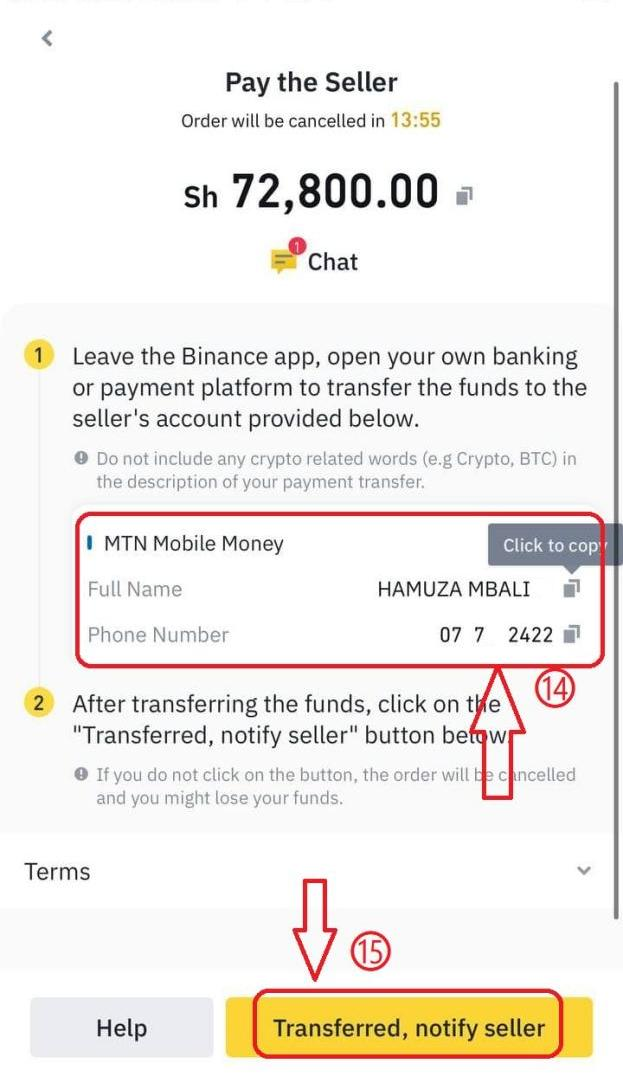 Pay the Seller
Order will be cancelled in 13:55
Sh 72,800.00
1
Chat
1
Leave the Binance app, open your own banking
or payment platform to transfer the funds to the
seller's account provided below.
Do not include any crypto related words (e.g Crypto, BTC) in
the description of your payment transfer.
MTN Mobile Money
Click to copy
Full Name HAMUZA MBALI
Phone Number 07 7 2422
14
2
After transferring the funds, click on the
"Transferred, notify seller" button below.
If you do not click on the button, the order will be cancelled
and you might lose your funds.
Terms
15
Help
Transferred, notify seller